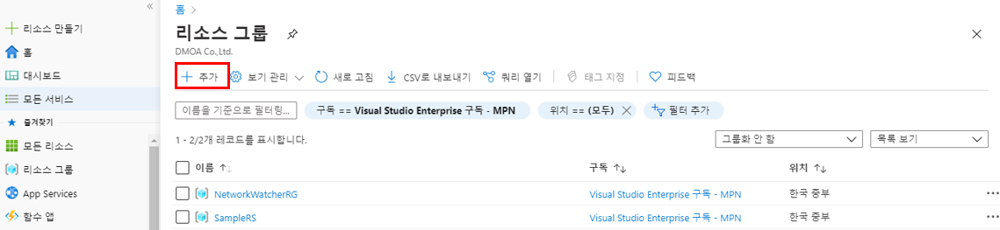 리소스 만들기
홈
대시보드
모든 서비스
즐겨찾기
모든 리소스
리소스 그룹
App Services
함수 앱
홈
리소스 그룹
DMOA Co.,Ltd.
추가 보기 관리 새로 고침 CSV로 내보내기 쿼리 열기 태그 지정 피드백
이름을 기준으로 필터링... 구독 == Visual Studio Enterprise 구독 - MPN 위치 == (모두) 필터 추가
1 - 2/2개 레코드를 표시합니다. 그룹화 안 함 목록 보기
이름 구독 위치
NetworkWatcherRG Visual Studio Enterprise 구독 - MPN 한국 중부
SampleRS Visual Studio Enterprise 구독 - MPN 한국 중부